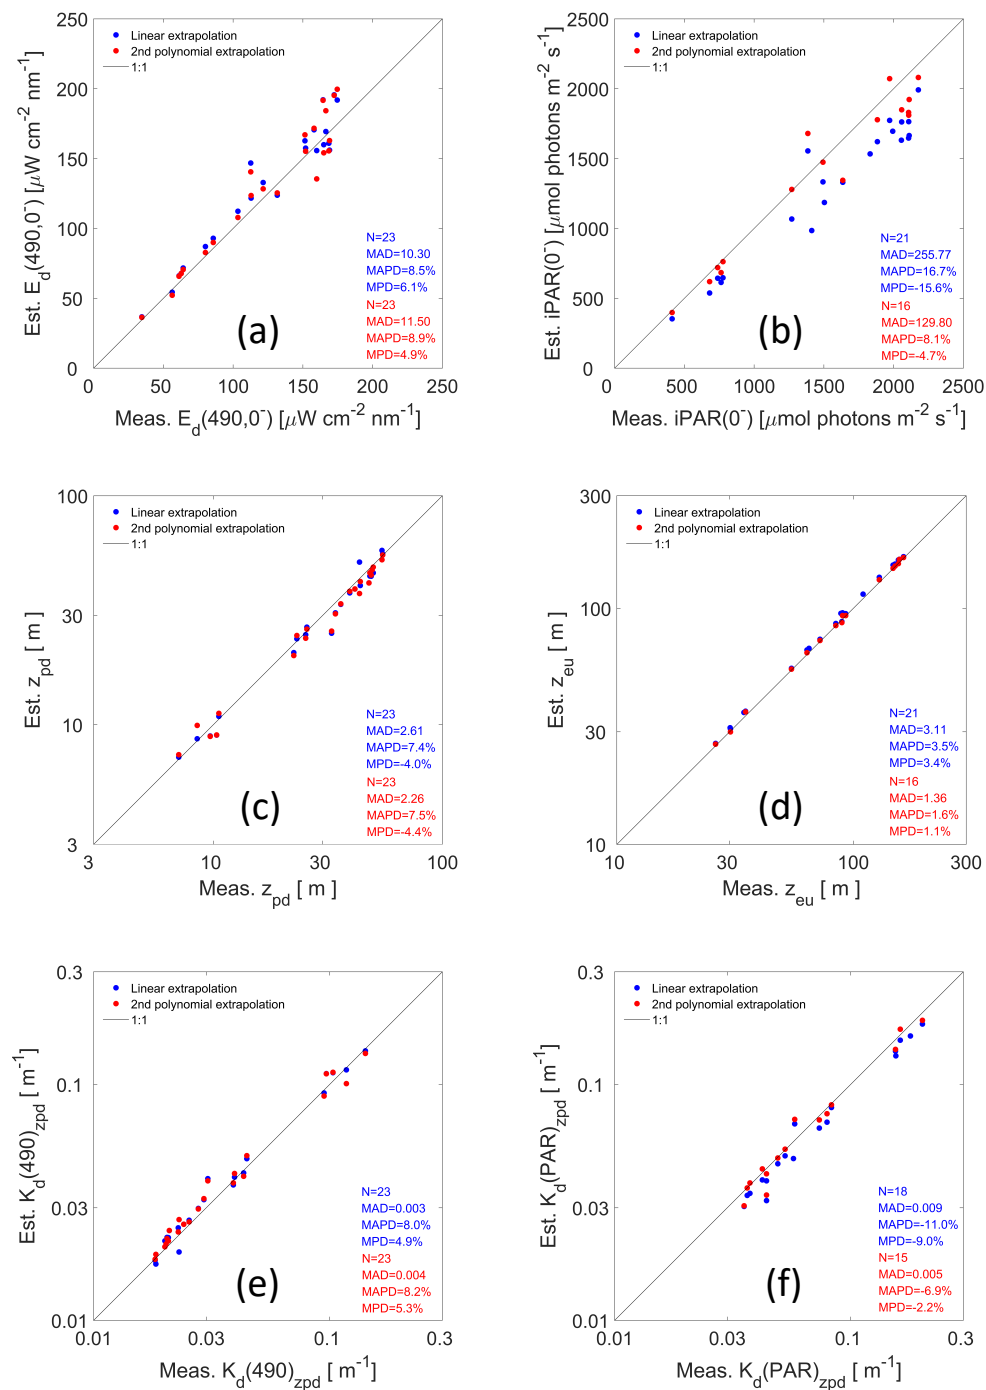 250
200
150
100
50
0
0 50 100 150 200 250
Est. E_d(490,0^-) [μW cm^-2 nm^-1]
Meas. E_d(490,0^-) [μW cm^-2 nm^-1]
Linear extrapolation
2nd polynomial extrapolation
1:1
N=23
MAD=10.30
MAPD=8.5%
MPD=6.1%
N=23
MAD=11.50
MAPD=8.9%
MPD=4.9%
(a)
2500
2000
1500
1000
500
0
0 500 1000 1500 2000 2500
Est. iPAR(0^-) [μmol photons m^-2 s^-1]
Meas. iPAR(0^-) [μmol photons m^-2 s^-1]
Linear extrapolation
2nd polynomial extrapolation
1:1
N=21
MAD=255.77
MAPD=16.7%
MPD=-15.6%
N=16
MAD=129.80
MAPD=8.1%
MPD=-4.7%
(b)
100
30
10
3
3 10 30 100
Est. z_pd [ m ]
Meas. z_pd [ m ]
Linear extrapolation
2nd polynomial extrapolation
1:1
N=23
MAD=2.61
MAPD=7.4%
MPD=-4.0%
N=23
MAD=2.26
MAPD=7.5%
MPD=-4.4%
(c)
300
100
30
10
10 30 100 300
Est. z_eu [ m ]
Meas. z_eu [ m ]
Linear extrapolation
2nd polynomial extrapolation
1:1
N=21
MAD=3.11
MAPD=3.5%
MPD=3.4%
N=16
MAD=1.36
MAPD=1.6%
MPD=1.1%
(d)
0.3
0.1
0.03
0.01
0.01 0.03 0.1 0.3
Est. K_d(490)_zpd [ m^-1]
Meas. K_d(490)_zpd [ m^-1]
Linear extrapolation
2nd polynomial extrapolation
1:1
N=23
MAD=0.003
MAPD=8.0%
MPD=4.9%
N=23
MAD=0.004
MAPD=8.2%
MPD=5.3%
(e)
0.3
0.1
0.03
0.01
0.01 0.03 0.1 0.3
Est. K_d(PAR)_zpd [ m^-1]
Meas. K_d(PAR)_zpd [ m^-1]
Linear extrapolation
2nd polynomial extrapolation
1:1
N=18
MAD=0.009
MAPD=-11.0%
MPD=-9.0%
N=15
MAD=0.005
MAPD=-6.9%
MPD=-2.2%
(f)